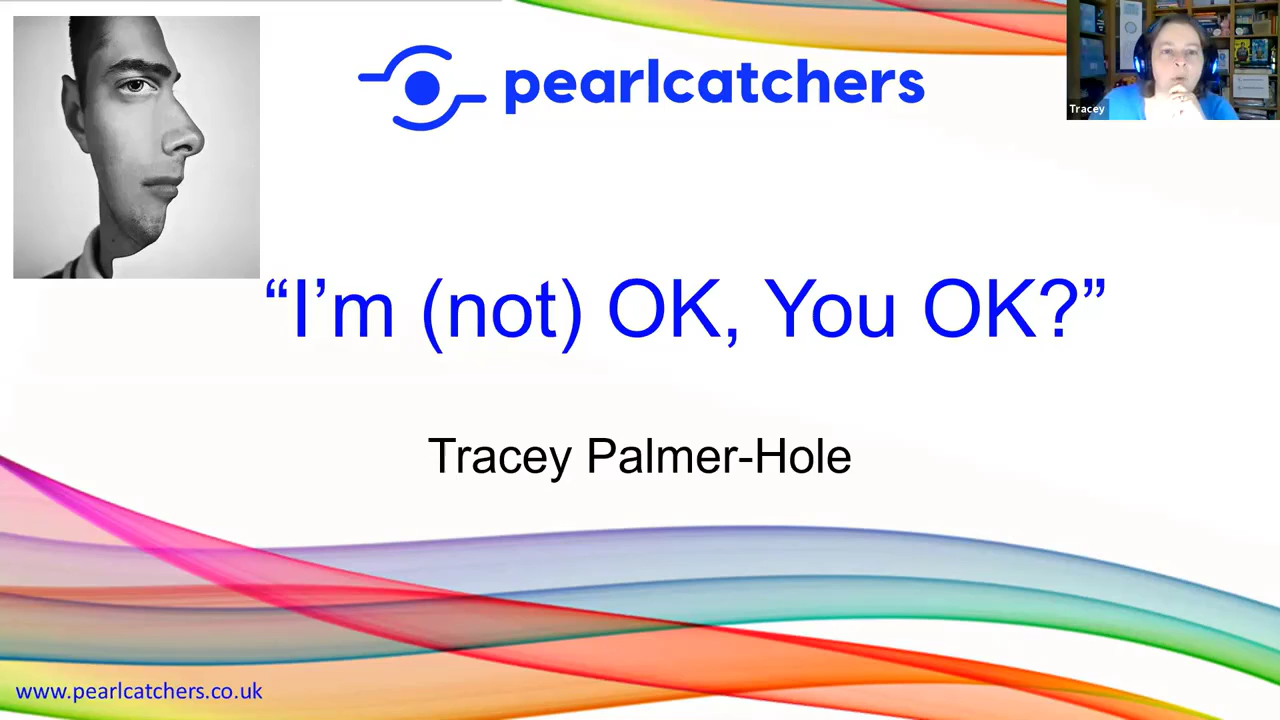 pearlcatchers
Tracey
“I’m (not) OK, You OK?”
Tracey Palmer-Hole
www.pearlcatchers.co.uk